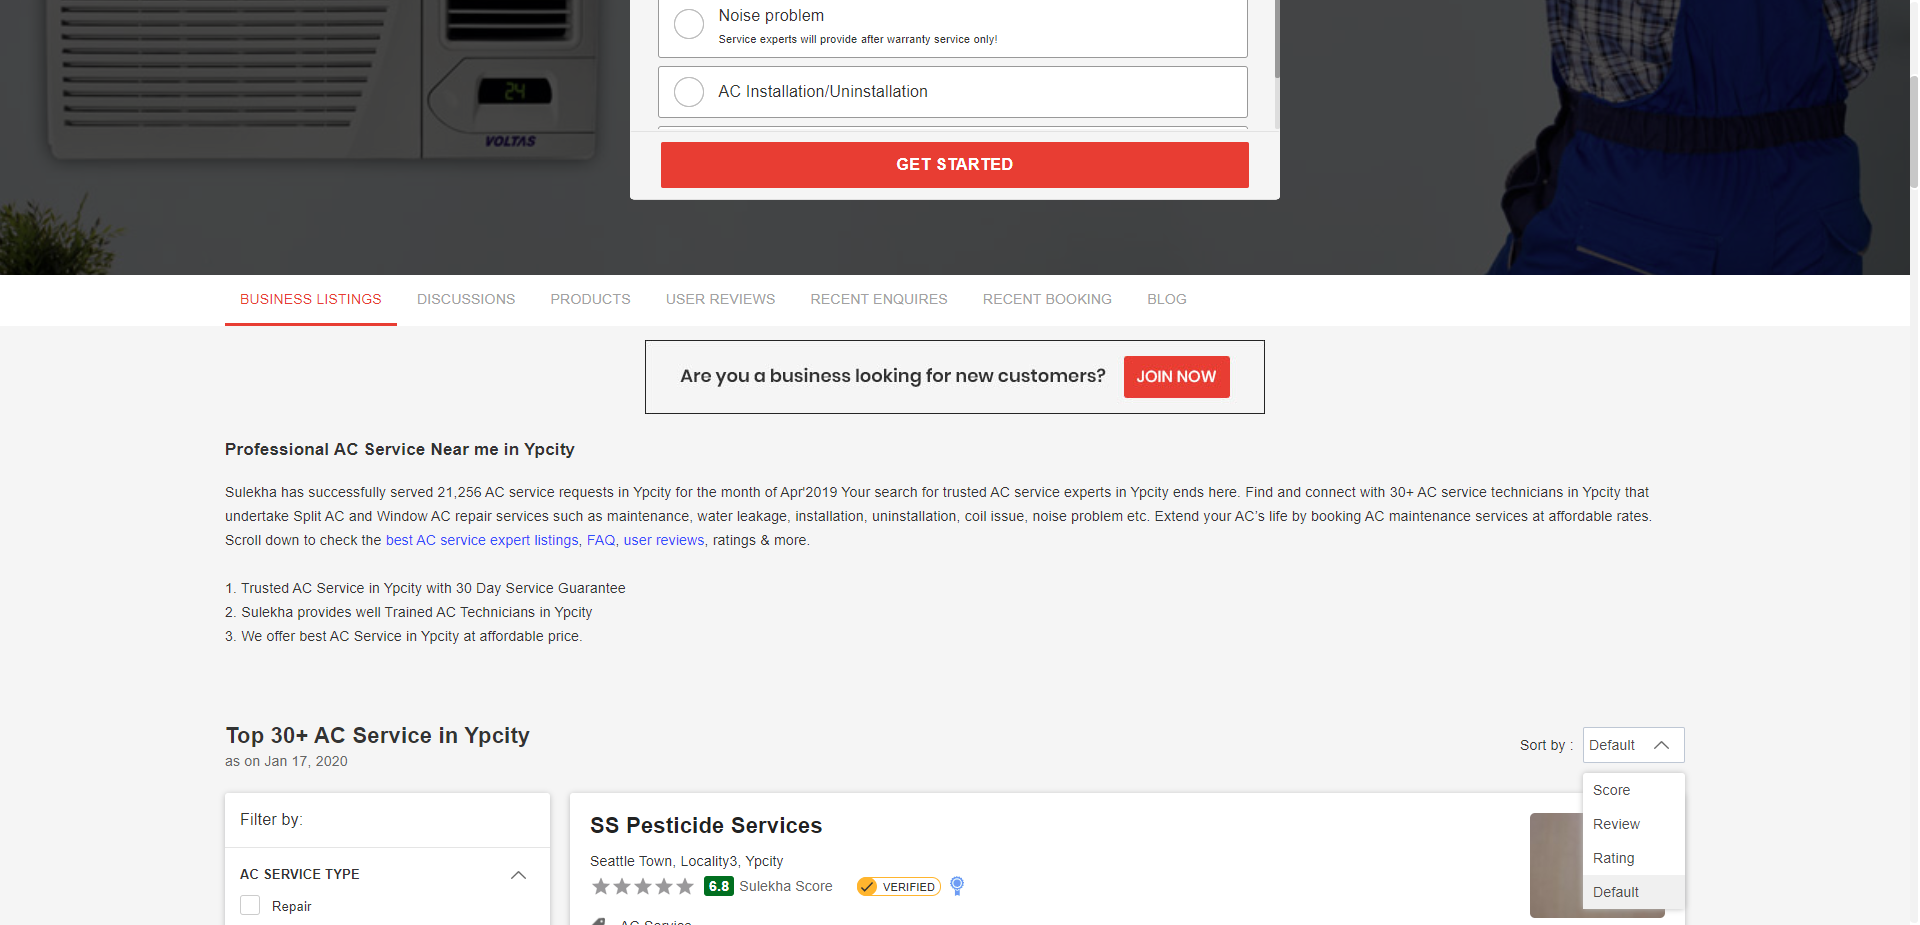 Noise problem
Service experts will provide after warranty service only!
AC Installation/Uninstallation
24
VOLTAS
GET STARTED
BUSINESS LISTINGS DISCUSSIONS PRODUCTS USER REVIEWS RECENT ENQUIRES RECENT BOOKING BLOG
Are you a business looking for new customers? JOIN NOW
Professional AC Service Near me in Ypcity
Sulekha has successfully served 21,256 AC service requests in Ypcity for the month of Apr'2019 Your search for trusted AC service experts in Ypcity ends here. Find and connect with 30+ AC service technicians in Ypcity that
undertake Split AC and Window AC repair services such as maintenance, water leakage, installation, uninstallation, coil issue, noise problem etc. Extend your AC's life by booking AC maintenance services at affordable rates.
Scroll down to check the best AC service expert listings, FAQ, user reviews, ratings & more.
1. Trusted AC Service in Ypcity with 30 Day Service Guarantee
2. Sulekha provides well Trained AC Technicians in Ypcity
3. We offer best AC Service in Ypcity at affordable price.
Top 30+ AC Service in Ypcity
as on Jan 17, 2020
Sort by : Default
Score
Review
Rating
Default
Filter by:
AC SERVICE TYPE
Repair
SS Pesticide Services
Seattle Town, Locality3, Ypcity
6.8 Sulekha Score VERIFIED
AC Service